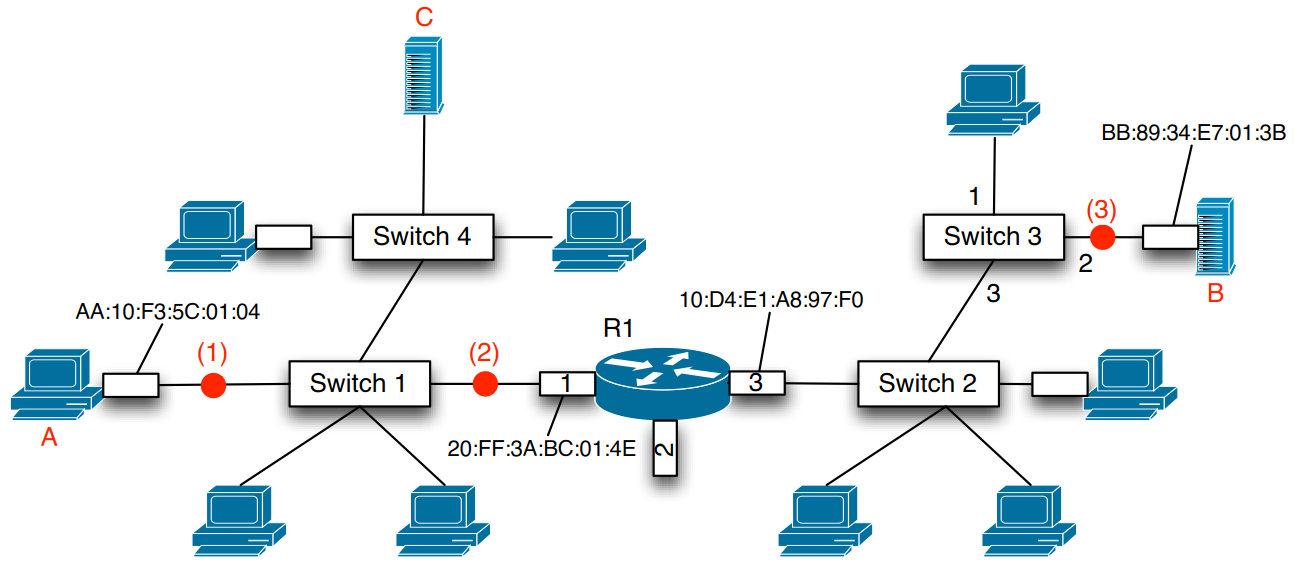 C
BB:89:34:E7:01:3B
1
(3)
Switch 4
Switch 3
2
B
3
AA:10:F3:5C:01:04
10:D4:E1:A8:97:F0
R1
(1)
(2)
Switch 1
1
3
Switch 2
A
20:FF:3A:BC:01:4E
2